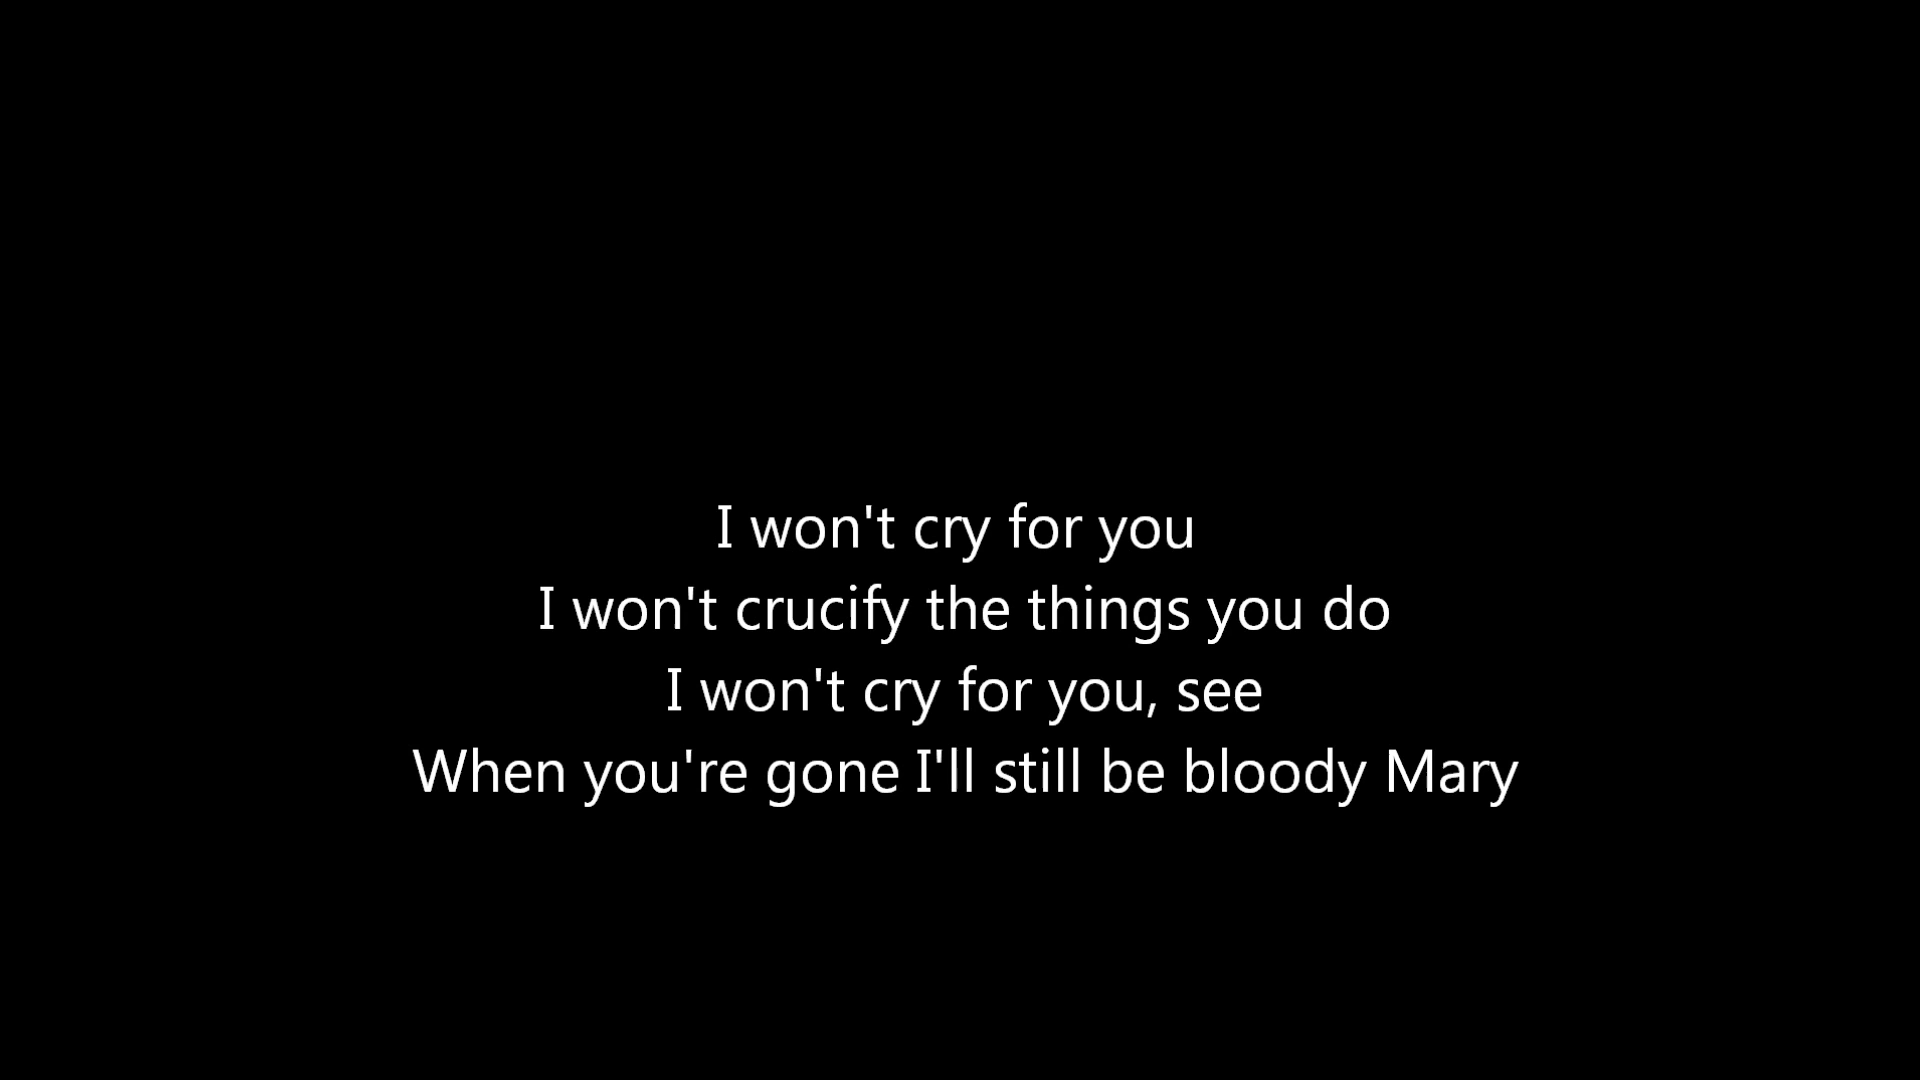 I won't cry for you
I won't crucify the things you do
I won't cry for you, see
When you're gone I'll still be bloody Mary